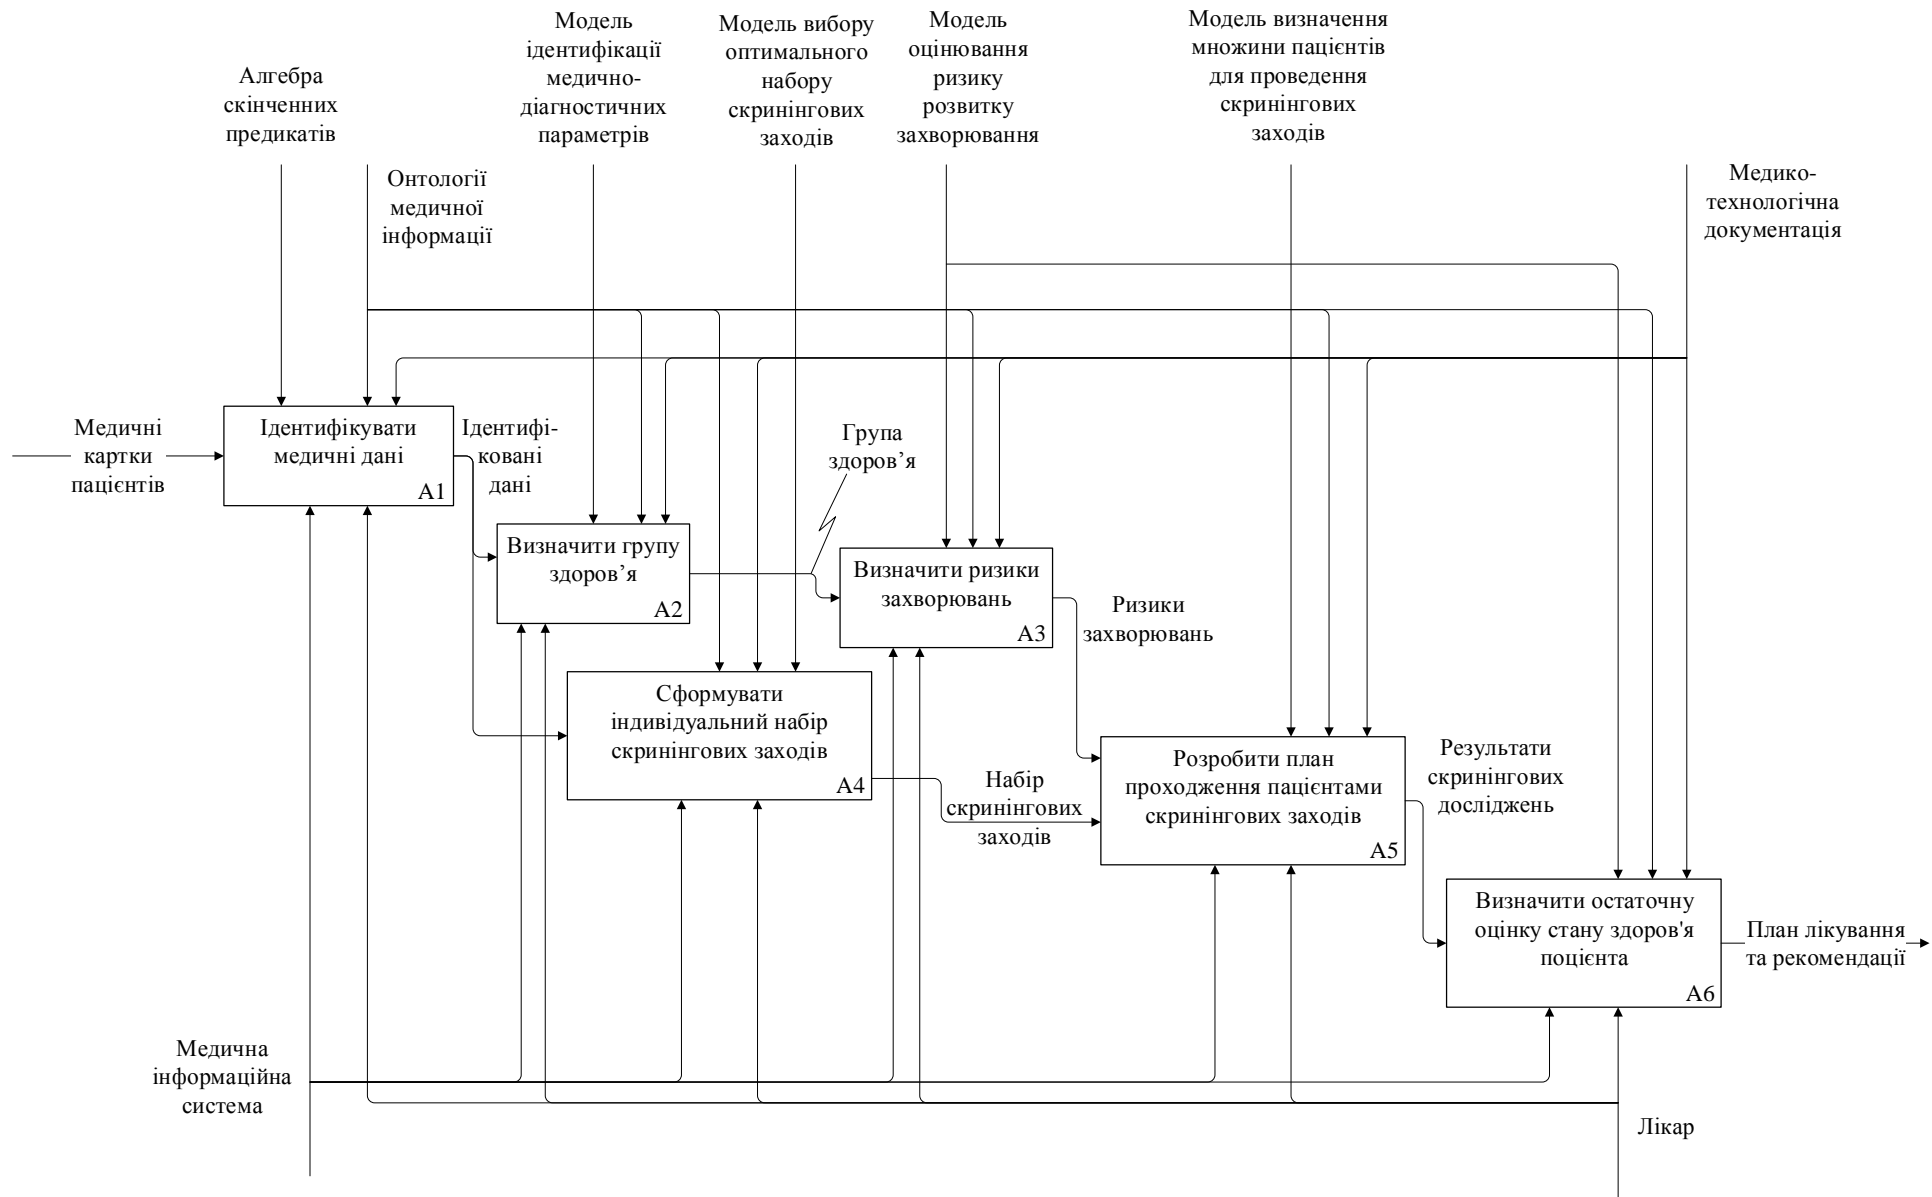 Алгебра
скінченних
предикатів
Модель
ідентифікації
медично-
діагностичних
параметрів
Модель вибору
оптимального
набору
скринінгових
заходів
Модель
оцінювання
ризику
розвитку
захворювання
Модель визначення
множини пацієнтів
для проведення
скринінгових
заходів
Онтології
медичної
інформації
Медико-
технологічна
документація
Медичні
картки
пацієнтів
Ідентифікувати
медичні дані
A1
Ідентифі-
ковані
дані
Група
здоров’я
Визначити групу
здоров’я
A2
Визначити ризики
захворювань
A3
Ризики
захворювань
Сформувати
індивідуальний набір
скринінгових заходів
A4
Набір
скринінгових
заходів
Розробити план
проходження пацієнтами
скринінгових заходів
A5
Результати
скринінгових
досліджень
Визначити остаточну
оцінку стану здоров'я
поцієнта
A6
План лікування
та рекомендації
Медична
інформаційна
система
Лікар